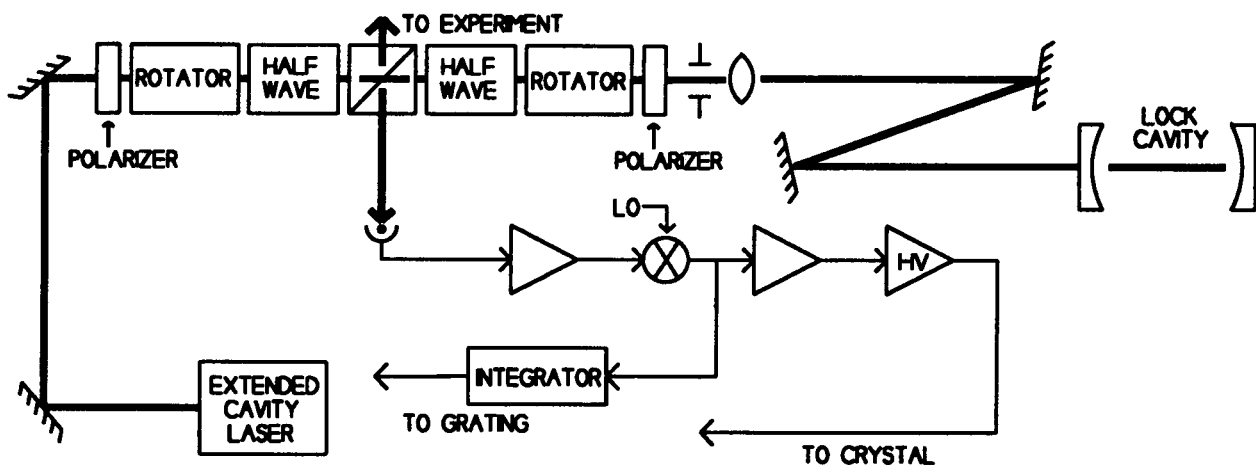 TO EXPERIMENT
ROTATOR
HALF
WAVE
HALF
WAVE
ROTATOR
POLARIZER
POLARIZER
LOCK
CAVITY
LO
HV
INTEGRATOR
EXTENDED
CAVITY
LASER
TO GRATING
TO CRYSTAL